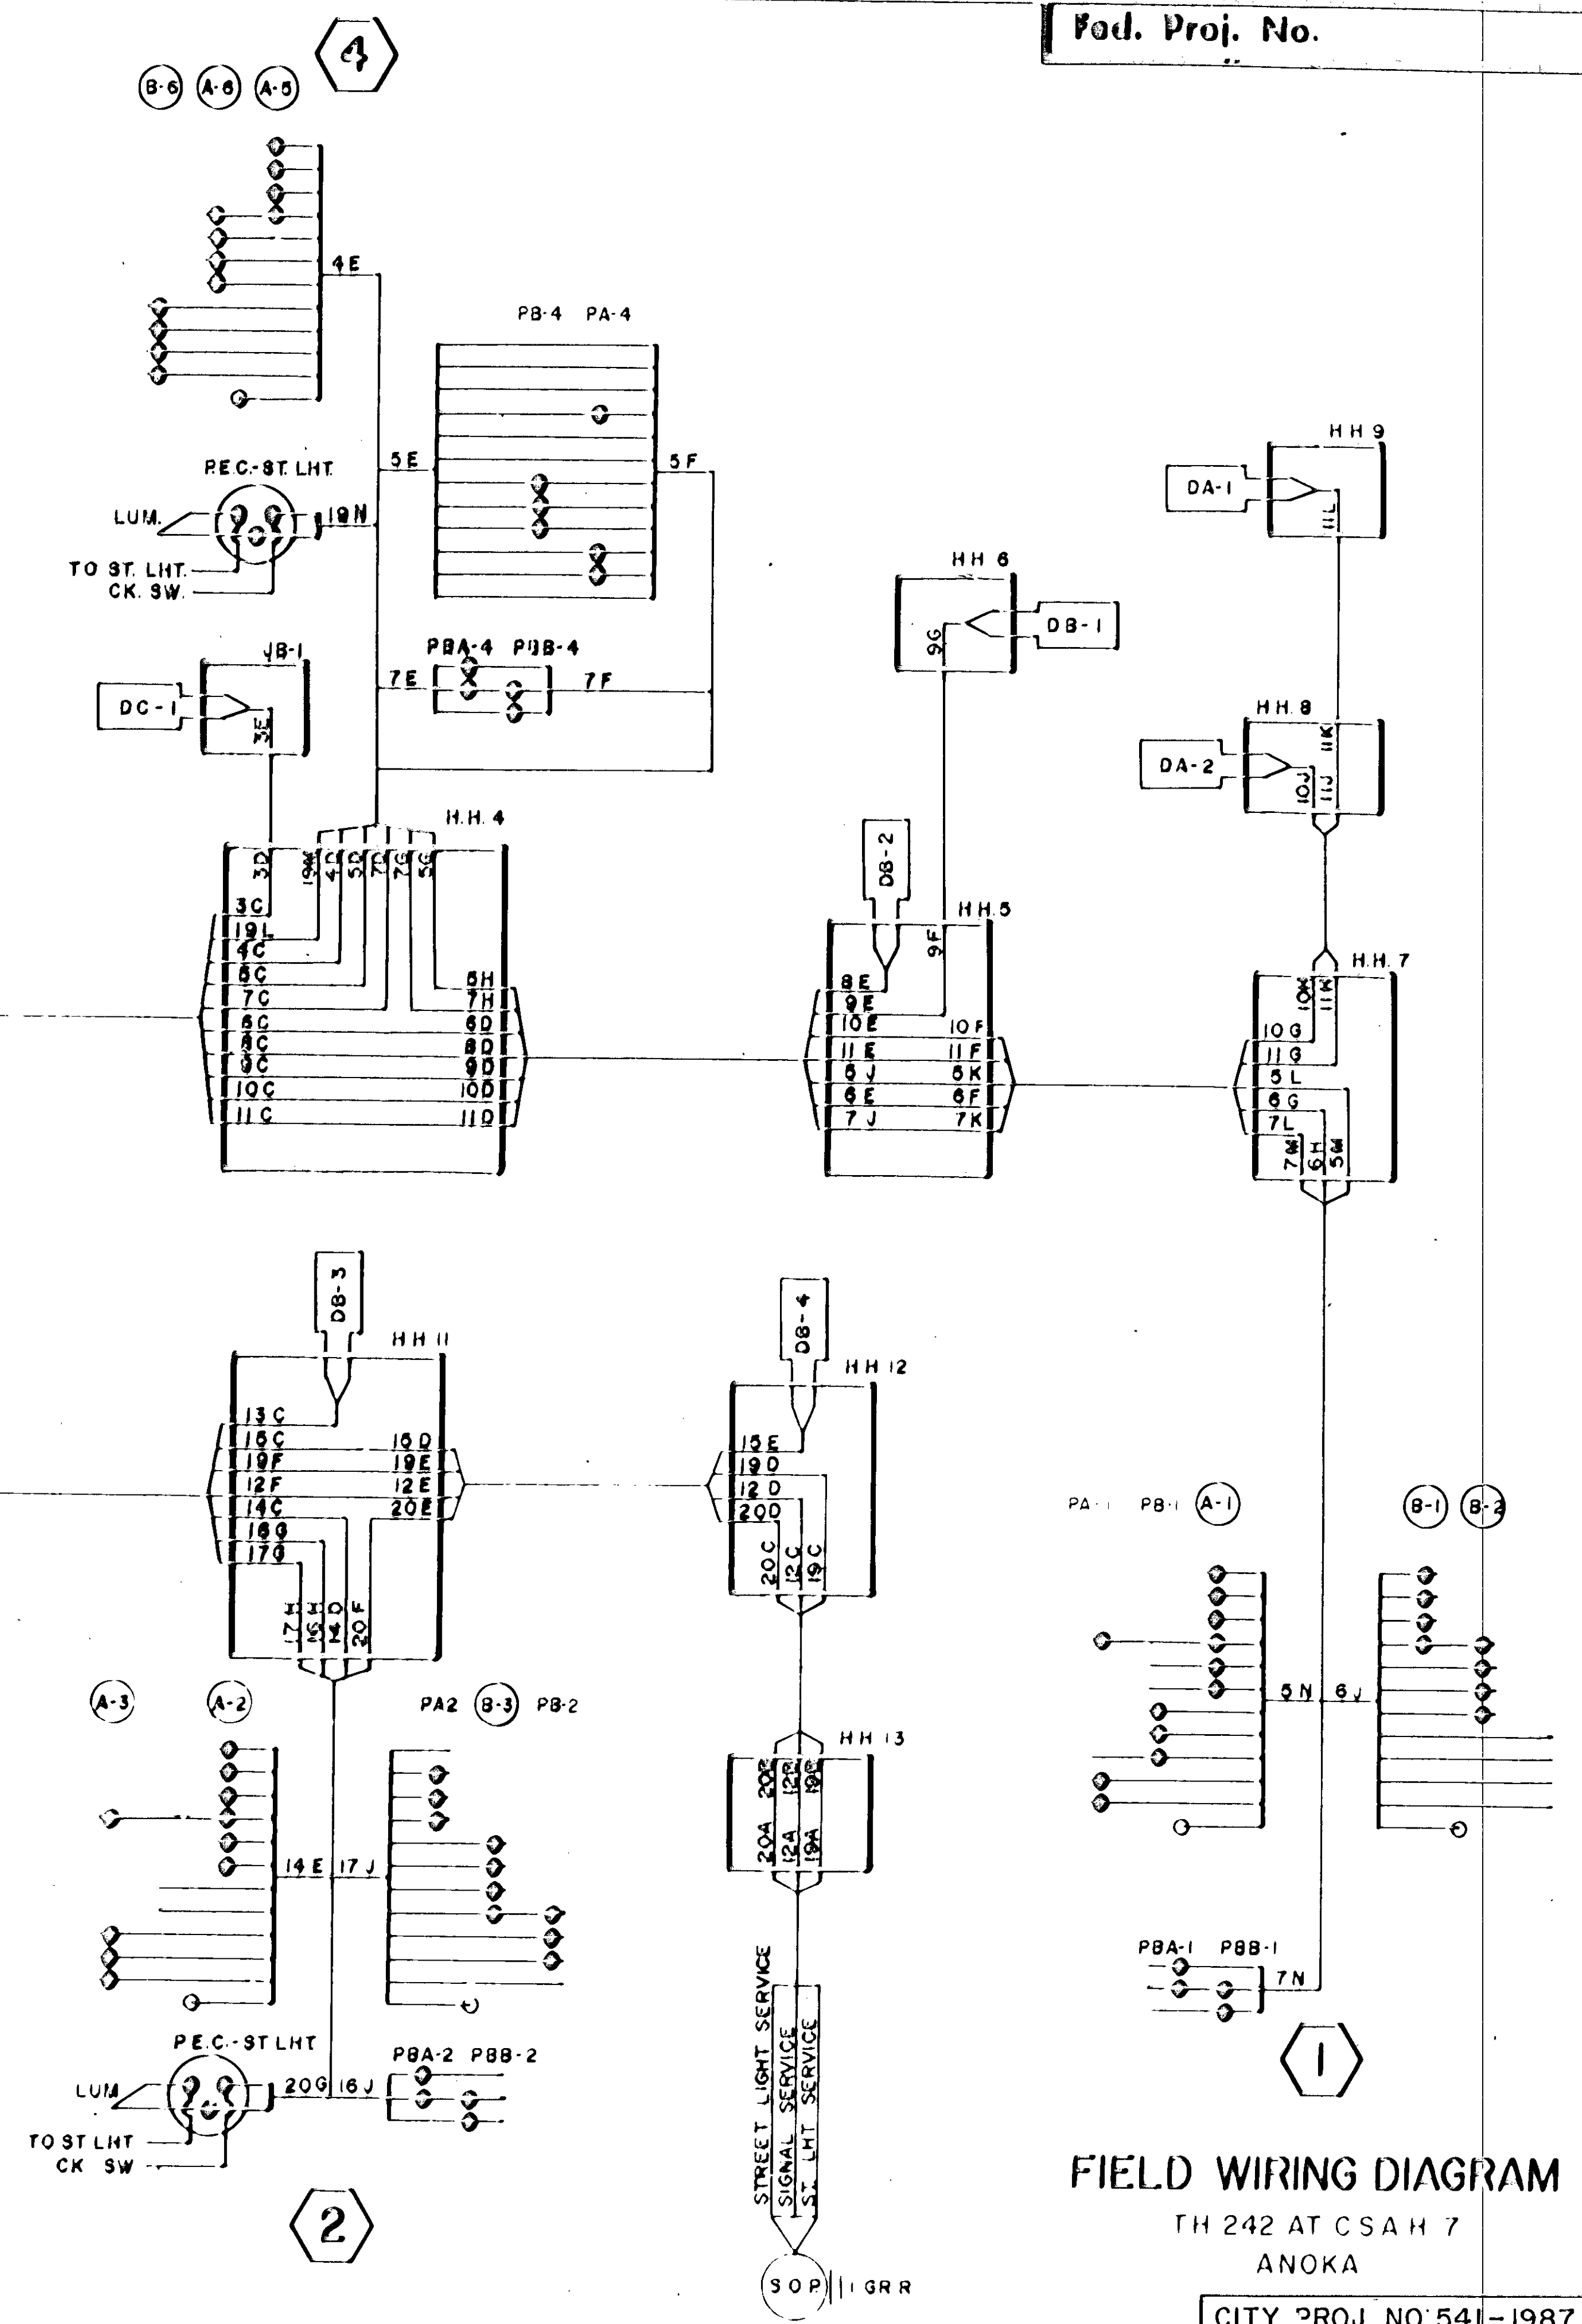 Fed. Proj. No.
4
B-6 A-6 A-5
4E
PB-4 PA-4
5E
5F
P.E.C.-ST. LHT.
LUM.
19N
TO ST. LHT.
CK. SW.
JB-1
DC-1
3E
PBA-4 PBB-4
7E
7F
H.H. 4
3D
19M
4D
5D
7D
7G
5G
3C
19L
4C
5C
7C
6C
8C
9C
10C
11C
5H
7H
6D
8D
9D
10D
11D
HH 6
DB-1
9G
DB-2
HH.5
9F
8E
9E
10E 10F
11E 11F
5J 5K
6E 6F
7J 7K
HH 9
DA-1
11L
HH.8
DA-2
11K
10J
11J
H.H. 7
10K
11K
10G
11G
5L
6G
7L
7M
6H
5M
DB-3
HH 11
13C
15C 15D
19F 19E
12F 12E
14C 20E
16G
17G
17H
16H
14D
20F
DB-4
HH 12
15E
19D
12D
20D
20C
12C
19C
HH 13
20B
12B
19B
20A
12A
19A
STREET LIGHT SERVICE
SIGNAL SERVICE
ST. LHT SERVICE
SOP 1 GRR
A-3 A-2
PA2 B-3 PB-2
14E 17J
P.E.C.-ST LHT
LUM
20G 16J
PBA-2 PBB-2
TO ST LHT
CK SW
2
PA-1 PB-1 A-1
B-1 B-2
5N 6J
PBA-1 PBB-1
7N
1
FIELD WIRING DIAGRAM
TH 242 AT CSAH 7
ANOKA
CITY PROJ. NO. 541-1987